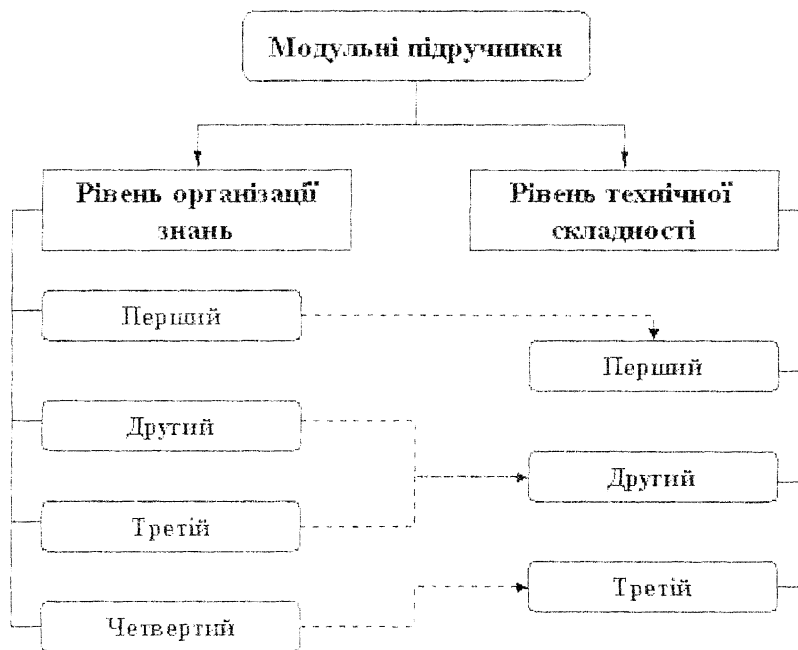 Модульні підручники
Рівень організації
знань
Рівень технічної
складності
Перший
Перший
Другий
Другий
Третій
Третій
Четвертий